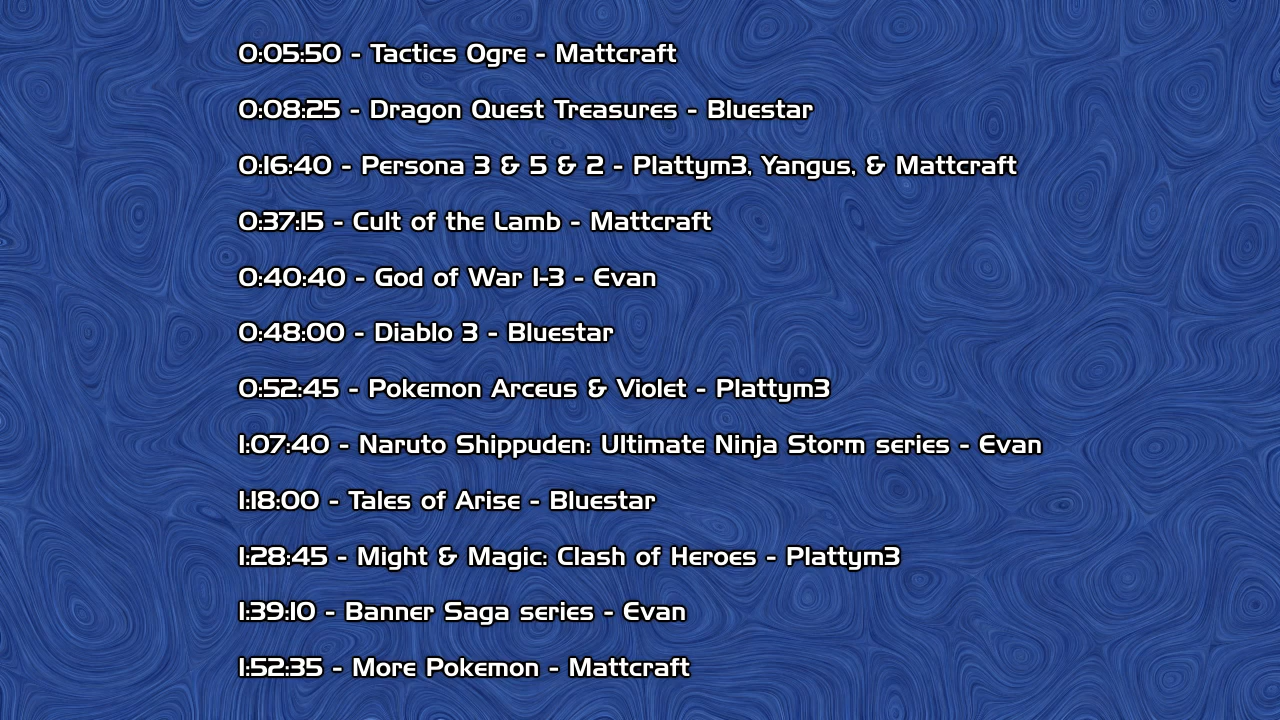 0:05:50 - Tactics Ogre - Mattcraft
0:08:25 - Dragon Quest Treasures - Bluestar
0:16:40 - Persona 3 & 5 & 2 - Plattym3, Yangus, & Mattcraft
0:37:15 - Cult of the Lamb - Mattcraft
0:40:40 - God of War 1-3 - Evan
0:48:00 - Diablo 3 - Bluestar
0:52:45 - Pokemon Arceus & Violet - Plattym3
1:07:40 - Naruto Shippuden: Ultimate Ninja Storm series - Evan
1:18:00 - Tales of Arise - Bluestar
1:28:45 - Might & Magic: Clash of Heroes - Plattym3
1:39:10 - Banner Saga series - Evan
1:52:35 - More Pokemon - Mattcraft